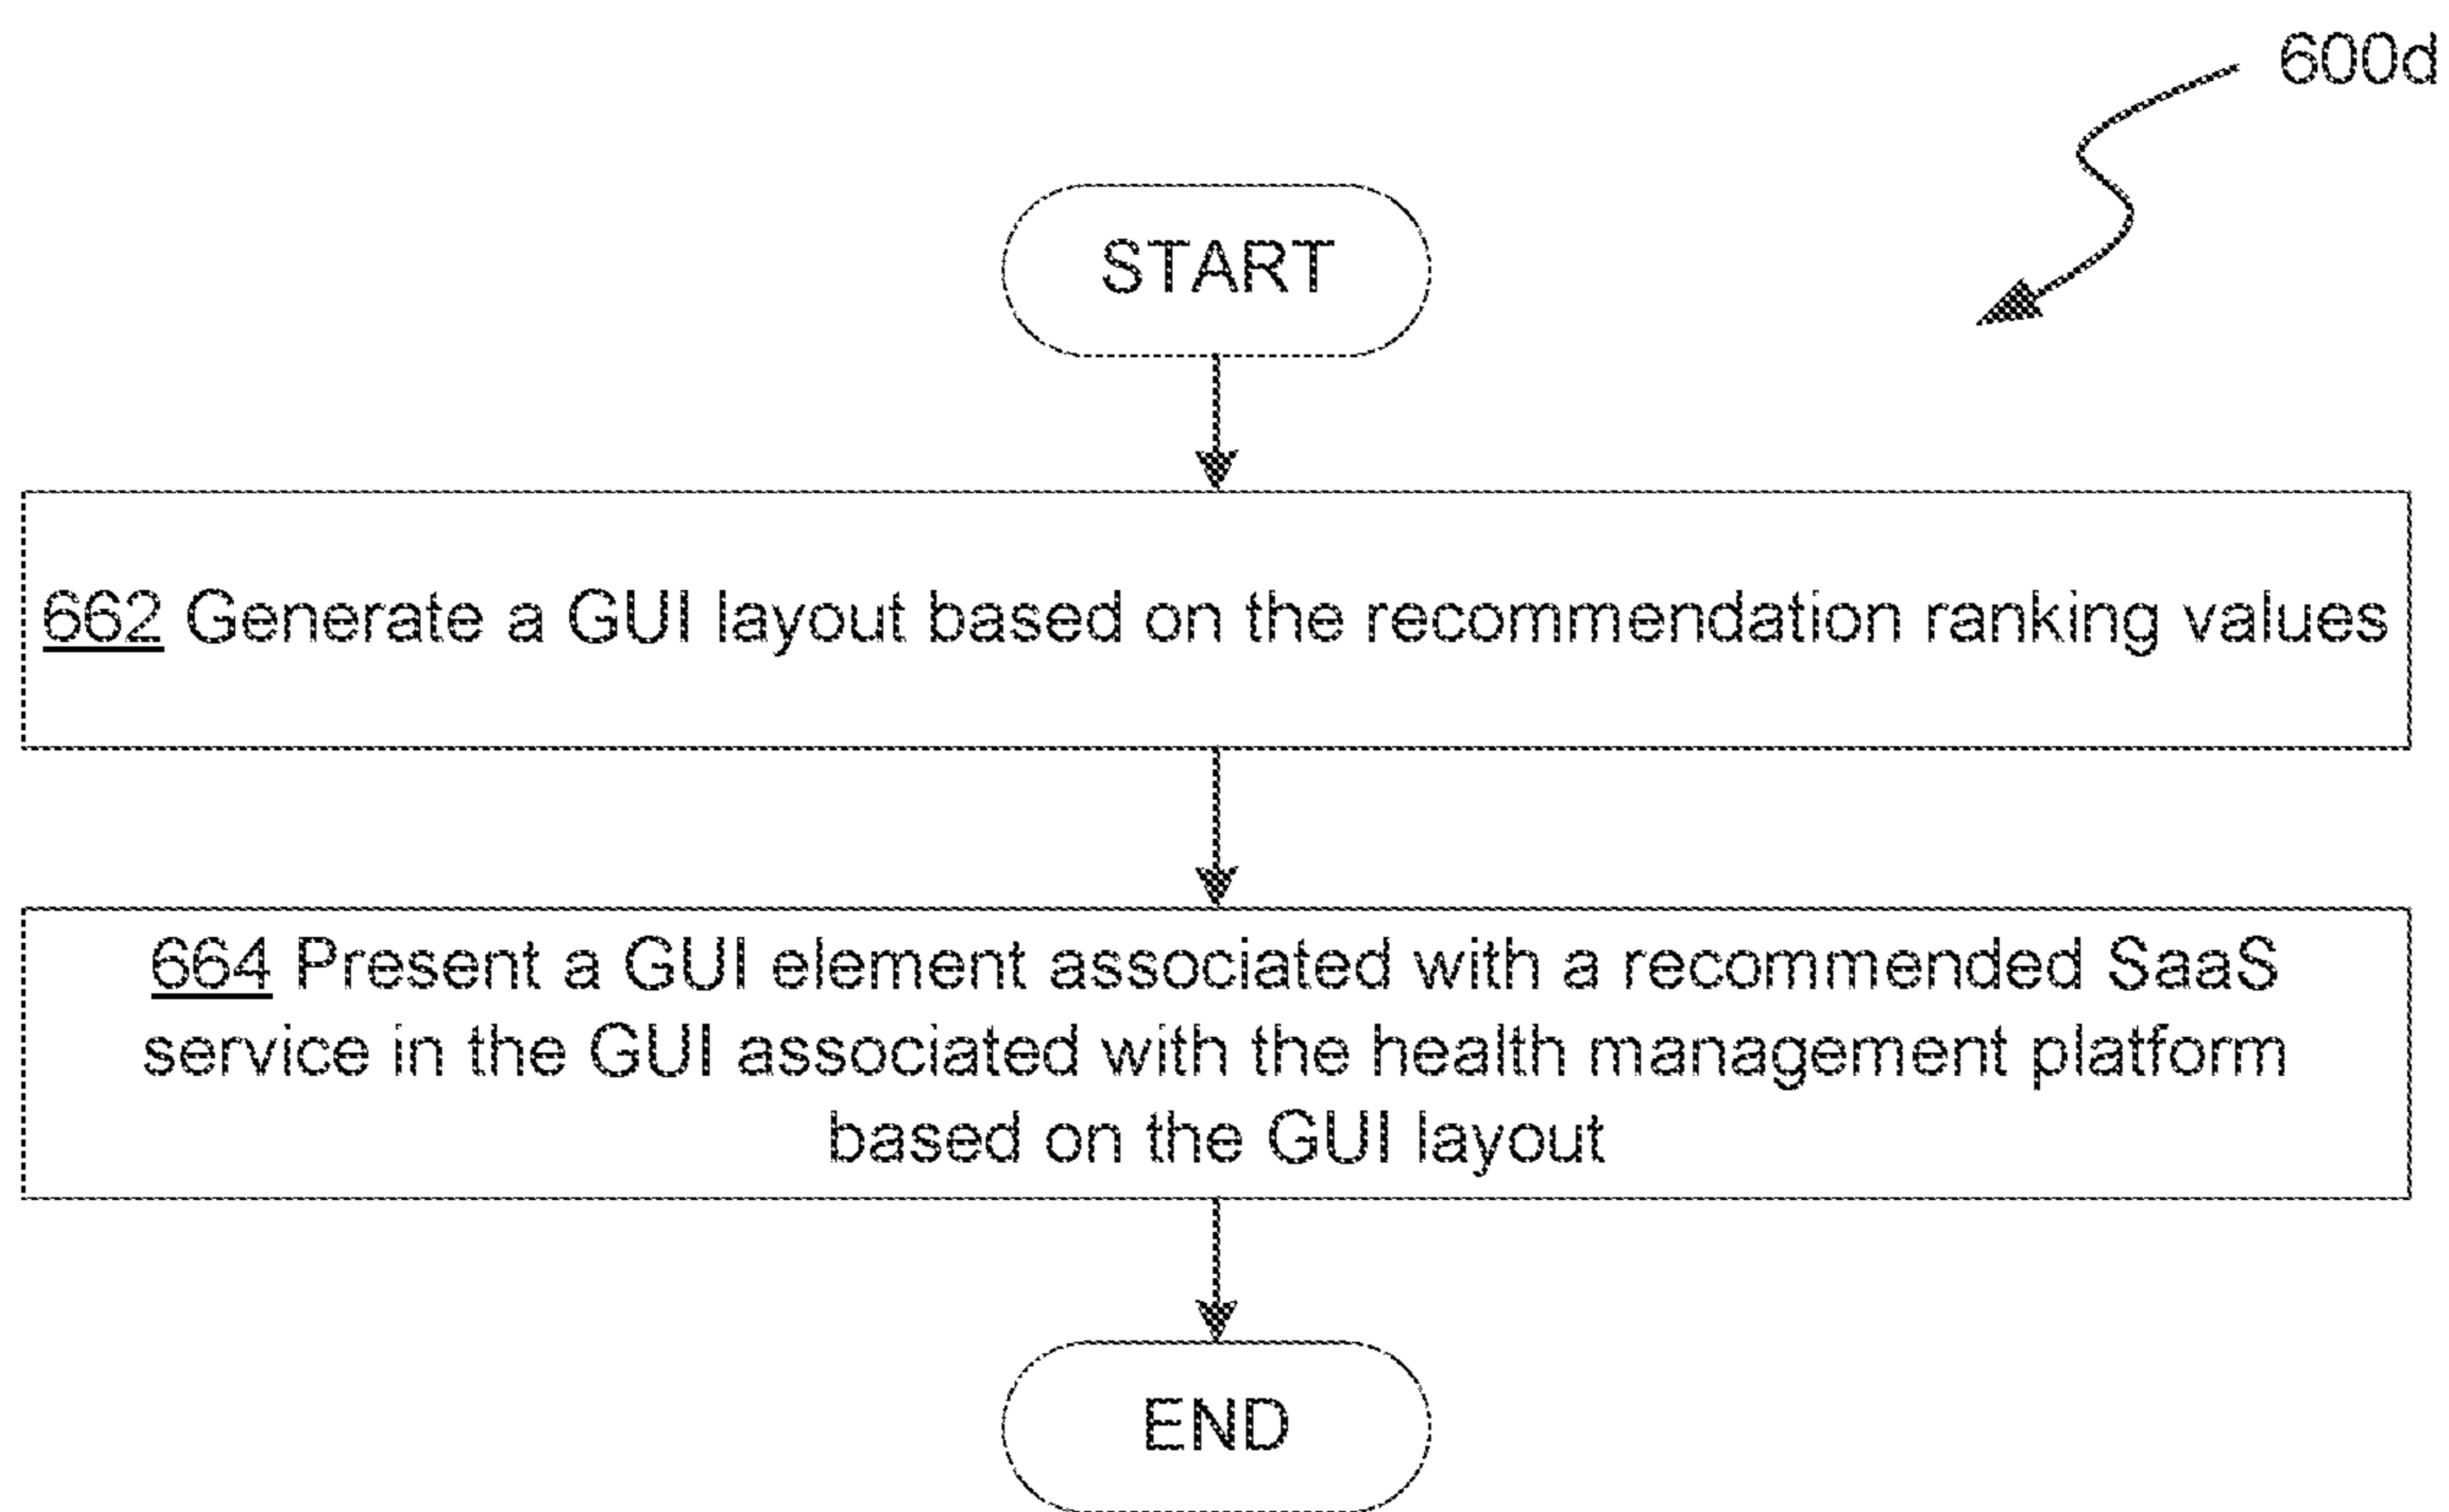 600d
START
662 Generate a GUI layout based on the recommendation ranking values
664 Present a GUI element associated with a recommended SaaS
service in the GUI associated with the health management platform
based on the GUI layout
END